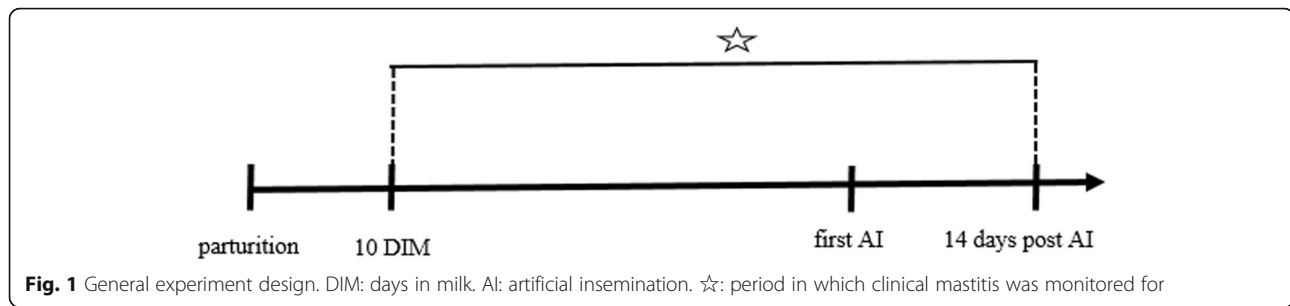 ☆
parturition 10 DIM first AI 14 days post AI
Fig. 1 General experiment design. DIM: days in milk. AI: artificial insemination. ☆: period in which clinical mastitis was monitored for